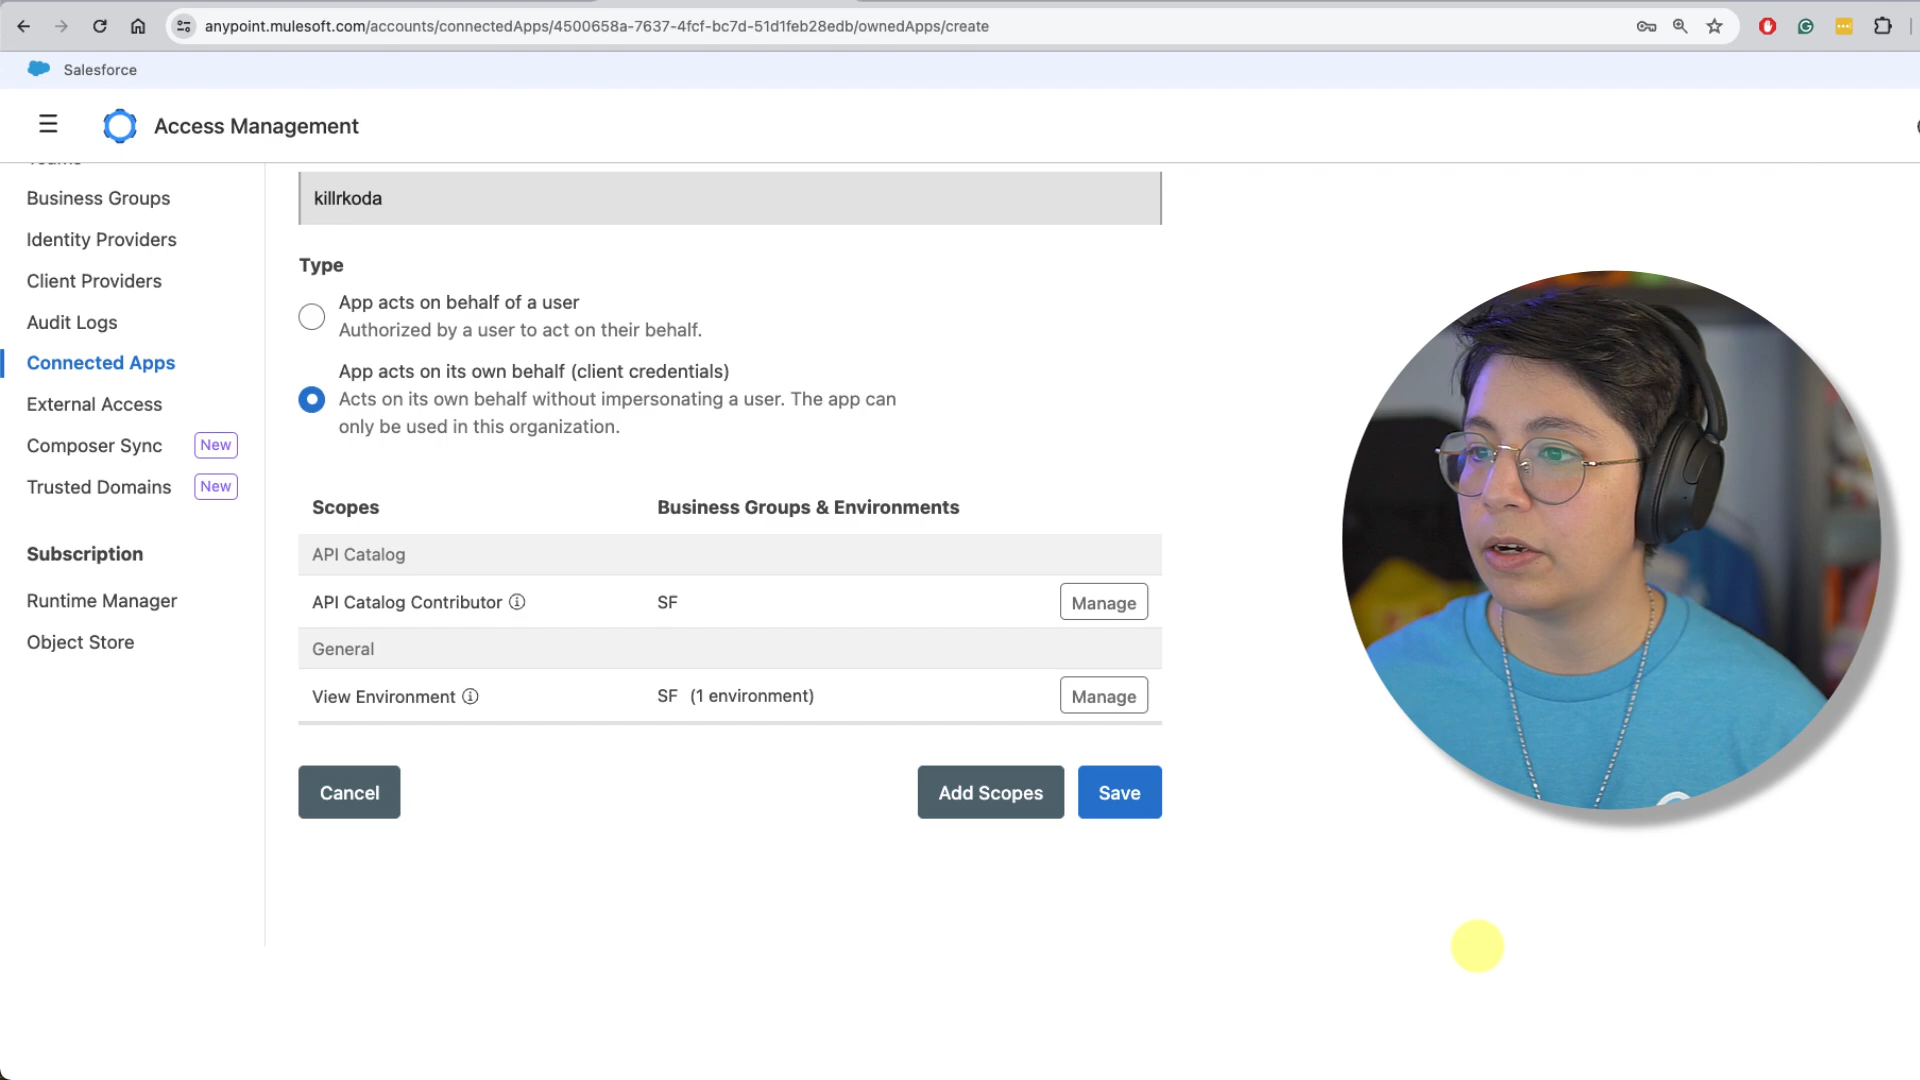 anypoint.mulesoft.com/accounts/connectedApps/4500658a-7637-4fcf-bc7d-51d1feb28edb/ownedApps/create
Salesforce
Access Management
Business Groups
Identity Providers
Client Providers
Audit Logs
Connected Apps
External Access
Composer Sync New
Trusted Domains New
Subscription
Runtime Manager
Object Store
killrkoda
Type
App acts on behalf of a user
Authorized by a user to act on their behalf.
App acts on its own behalf (client credentials)
Acts on its own behalf without impersonating a user. The app can
only be used in this organization.
Scopes Business Groups & Environments
API Catalog
API Catalog Contributor SF Manage
General
View Environment SF (1 environment) Manage
Cancel Add Scopes Save